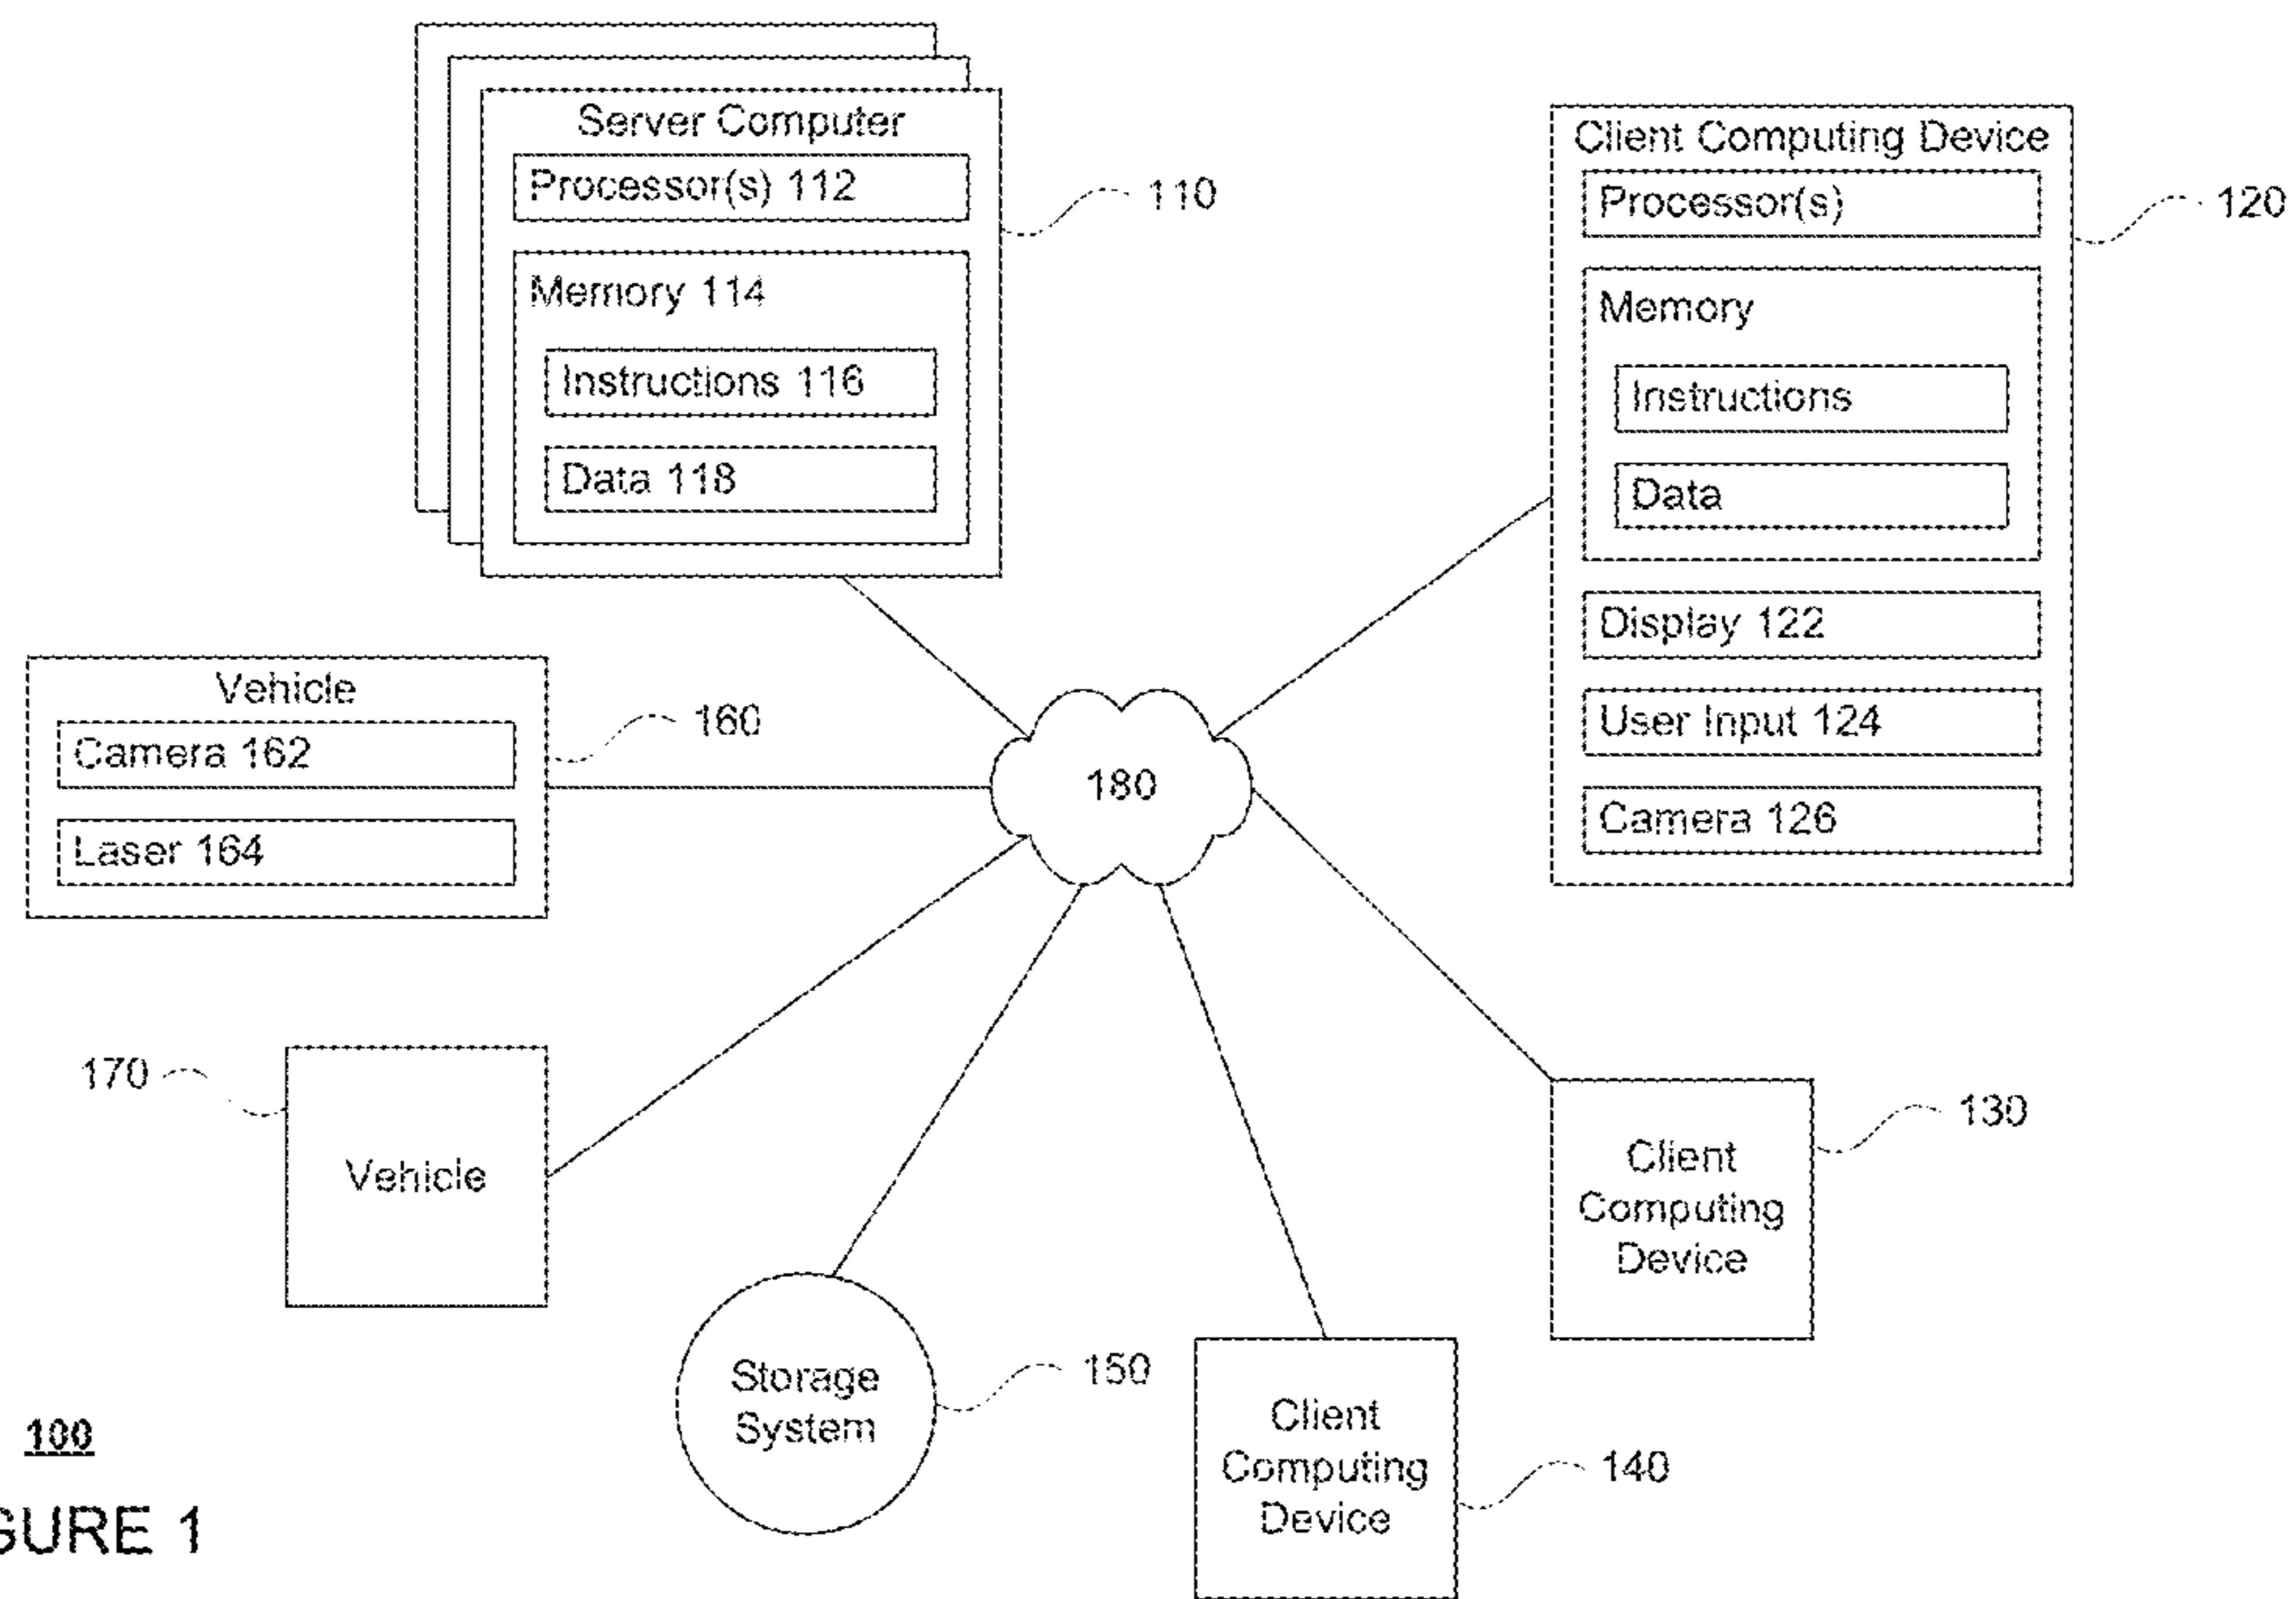 Server Computer
Processor(s) 112
Memory 114
Instructions 116
Data 118
110
Client Computing Device
Processor(s)
Memory
Instructions
Data
Display 122
User Input 124
Camera 126
120
Vehicle
Camera 162
Laser 164
160
180
170
Vehicle
Storage
System
150
Client
Computing
Device
140
Client
Computing
Device
130
100
GURE 1